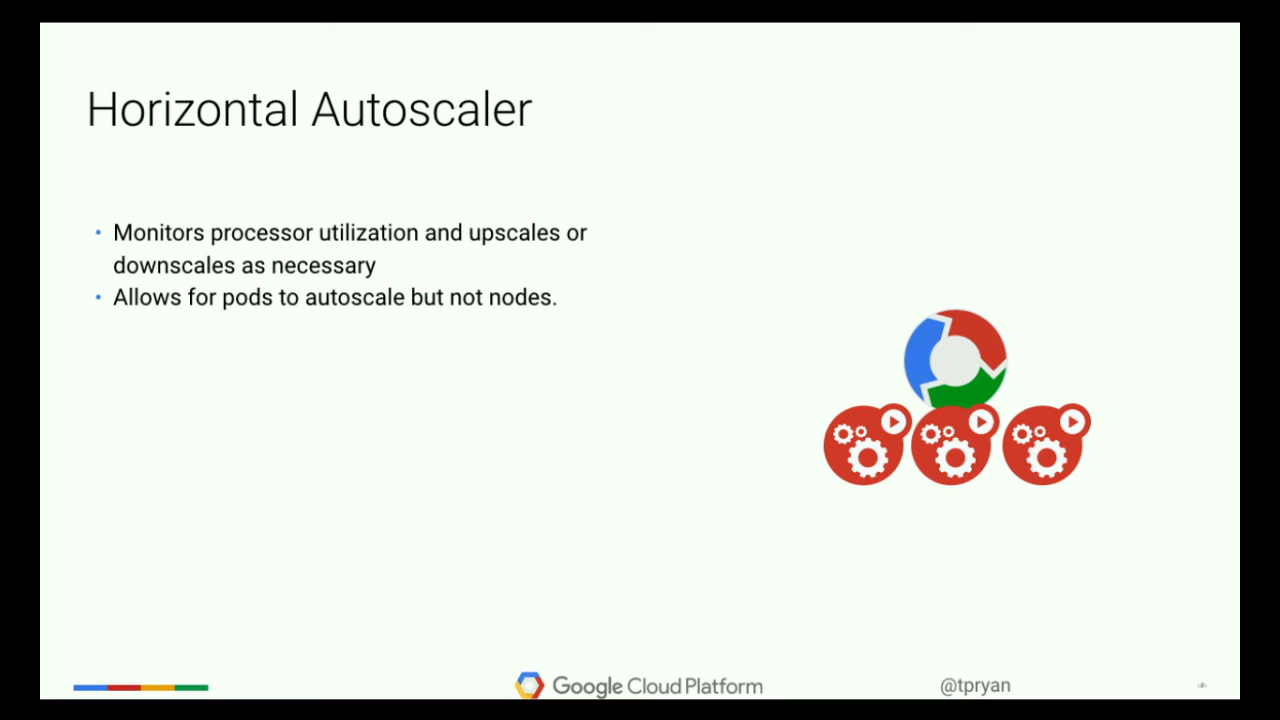 Horizontal Autoscaler
• Monitors processor utilization and upscales or
downscales as necessary
• Allows for pods to autoscale but not nodes.
Google Cloud Platform
@tpryan